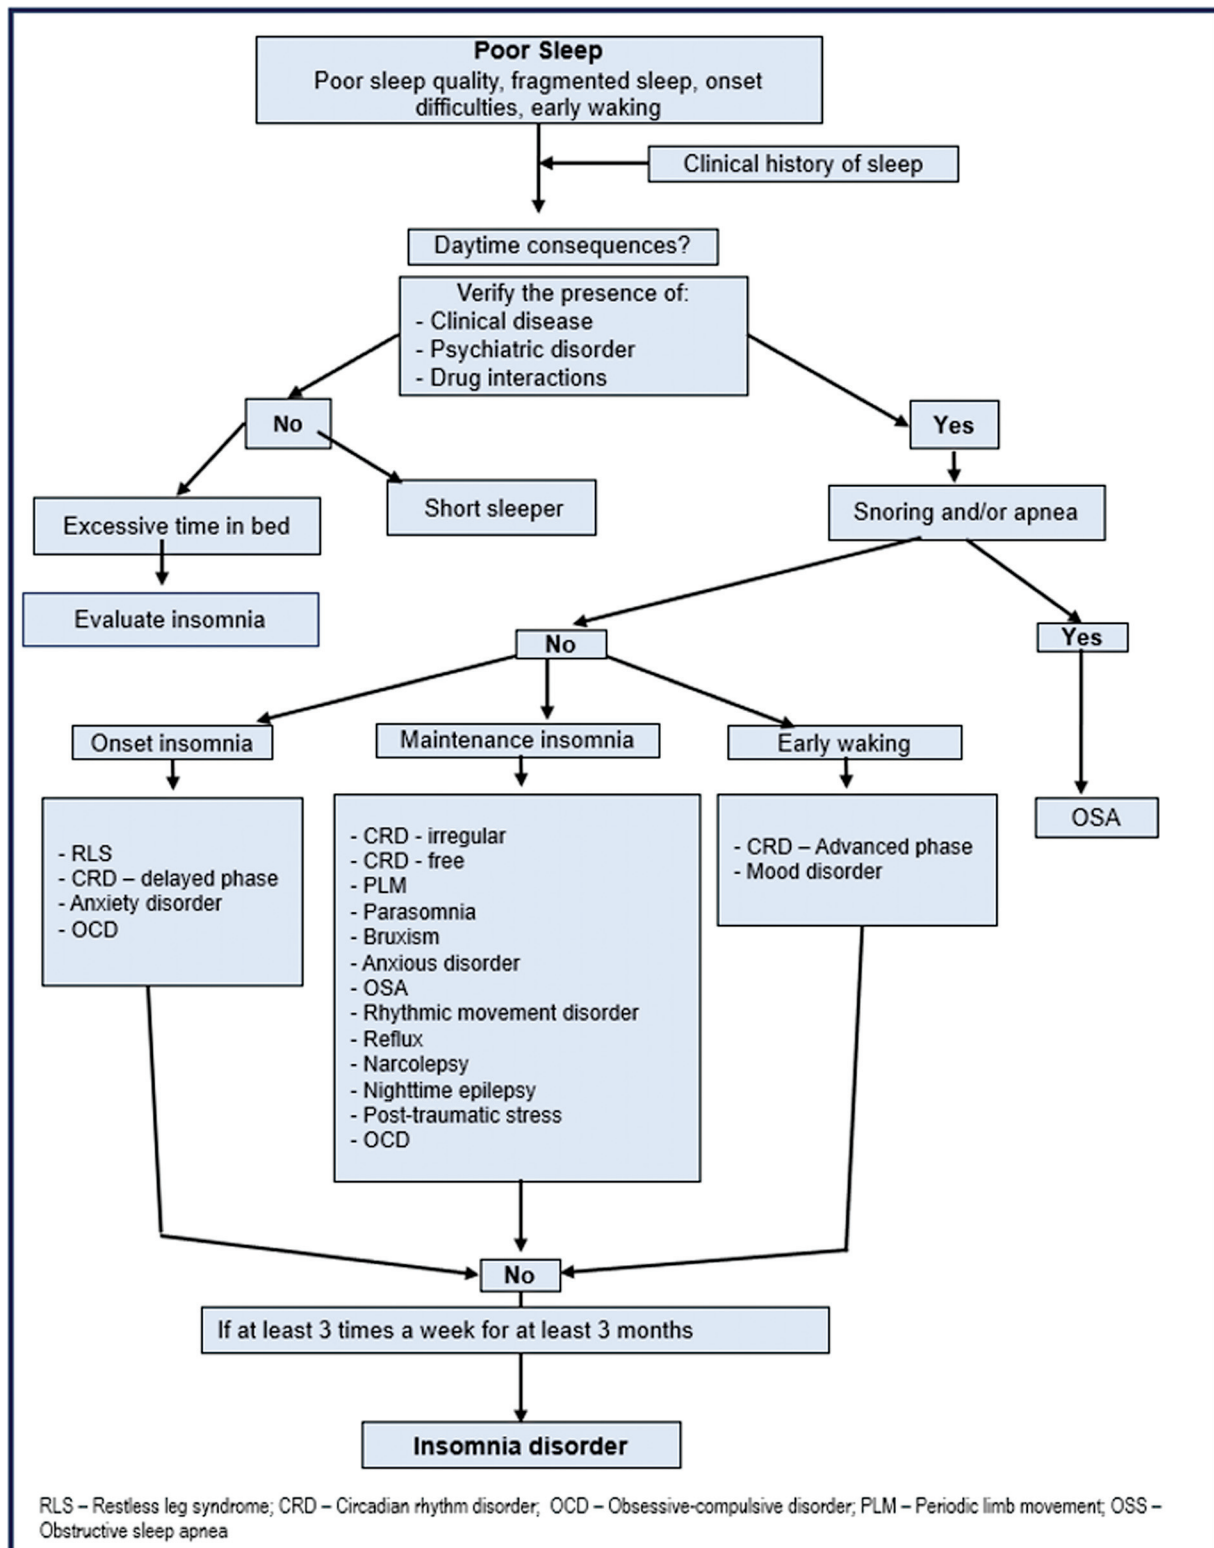 Poor Sleep
Poor sleep quality, fragmented sleep, onset
difficulties, early waking
Clinical history of sleep
Daytime consequences?
Verify the presence of:
- Clinical disease
- Psychiatric disorder
- Drug interactions
No
Yes
Excessive time in bed
Short sleeper
Snoring and/or apnea
Evaluate insomnia
No
Yes
Onset insomnia
Maintenance insomnia
Early waking
OSA
- RLS
- CRD – delayed phase
- Anxiety disorder
- OCD
- CRD - irregular
- CRD - free
- PLM
- Parasomnia
- Bruxism
- Anxious disorder
- OSA
- Rhythmic movement disorder
- Reflux
- Narcolepsy
- Nighttime epilepsy
- Post-traumatic stress
- OCD
- CRD – Advanced phase
- Mood disorder
No
If at least 3 times a week for at least 3 months
Insomnia disorder
RLS – Restless leg syndrome; CRD – Circadian rhythm disorder; OCD – Obsessive-compulsive disorder; PLM – Periodic limb movement; OSS –
Obstructive sleep apnea